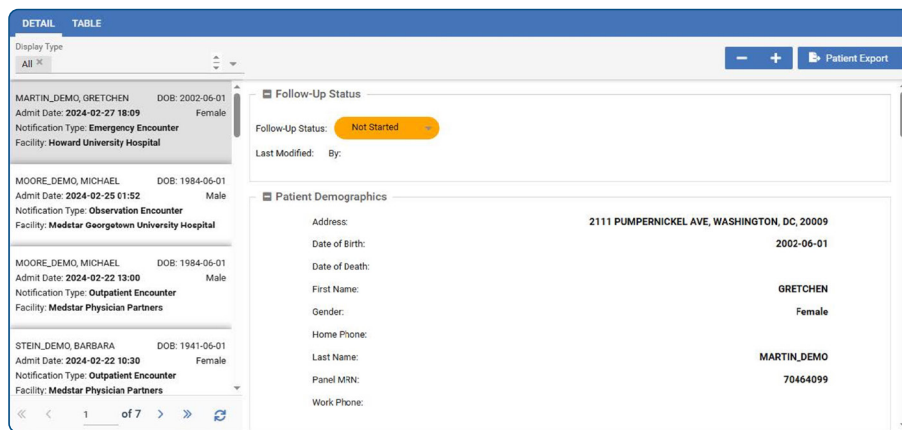 DETAIL TABLE
Display Type
All ×
− + Patient Export
MARTIN_DEMO, GRETCHEN DOB: 2002-06-01
Admit Date: 2024-02-27 18:09 Female
Notification Type: Emergency Encounter
Facility: Howard University Hospital
MOORE_DEMO, MICHAEL DOB: 1984-06-01
Admit Date: 2024-02-25 01:52 Male
Notification Type: Observation Encounter
Facility: Medstar Georgetown University Hospital
MOORE_DEMO, MICHAEL DOB: 1984-06-01
Admit Date: 2024-02-22 13:00 Male
Notification Type: Outpatient Encounter
Facility: Medstar Physician Partners
STEIN_DEMO, BARBARA DOB: 1941-06-01
Admit Date: 2024-02-22 10:30 Female
Notification Type: Outpatient Encounter
Facility: Medstar Physician Partners
« < 1 of 7 > »
Follow-Up Status
Follow-Up Status: Not Started
Last Modified: By:
Patient Demographics
Address: 2111 PUMPERNICKEL AVE, WASHINGTON, DC, 20009
Date of Birth: 2002-06-01
Date of Death:
First Name: GRETCHEN
Gender: Female
Home Phone:
Last Name: MARTIN_DEMO
Panel MRN: 70464099
Work Phone: